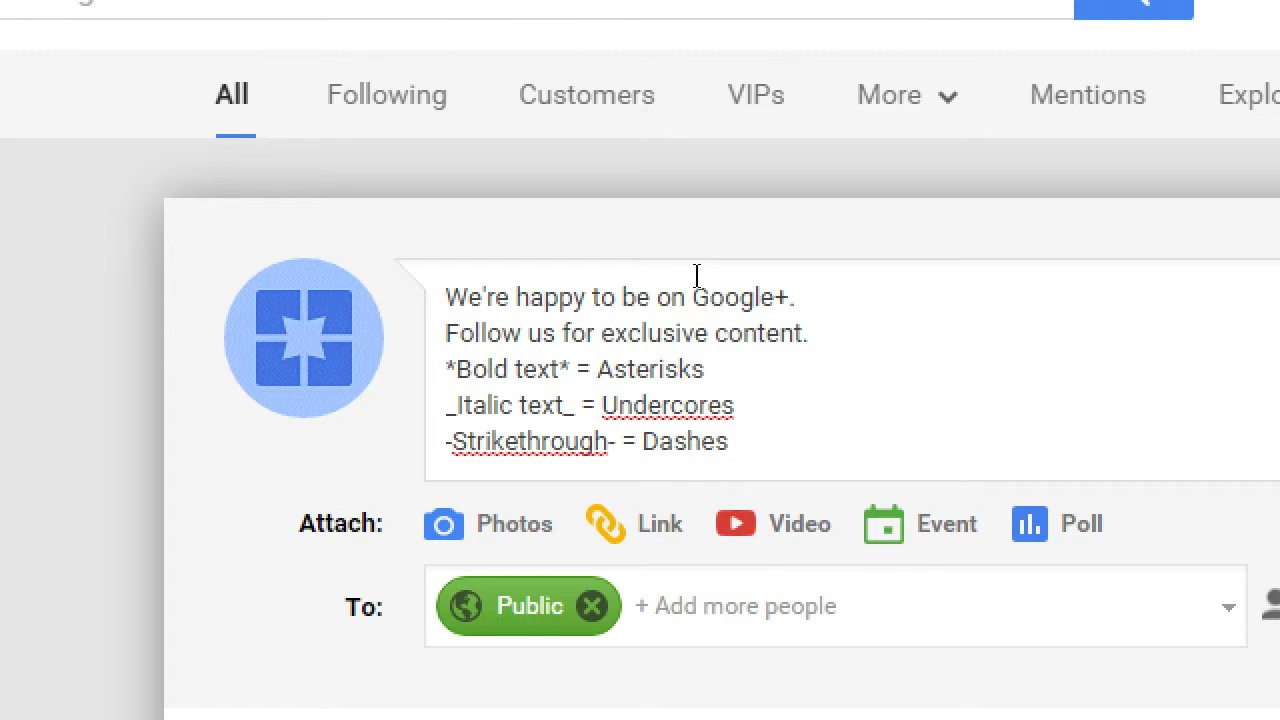 All Following Customers VIPs More Mentions
We're happy to be on Google+.
Follow us for exclusive content.
*Bold text* = Asterisks
_Italic text_ = Undercores
-Strikethrough- = Dashes
Attach: Photos Link Video Event Poll
To: Public + Add more people